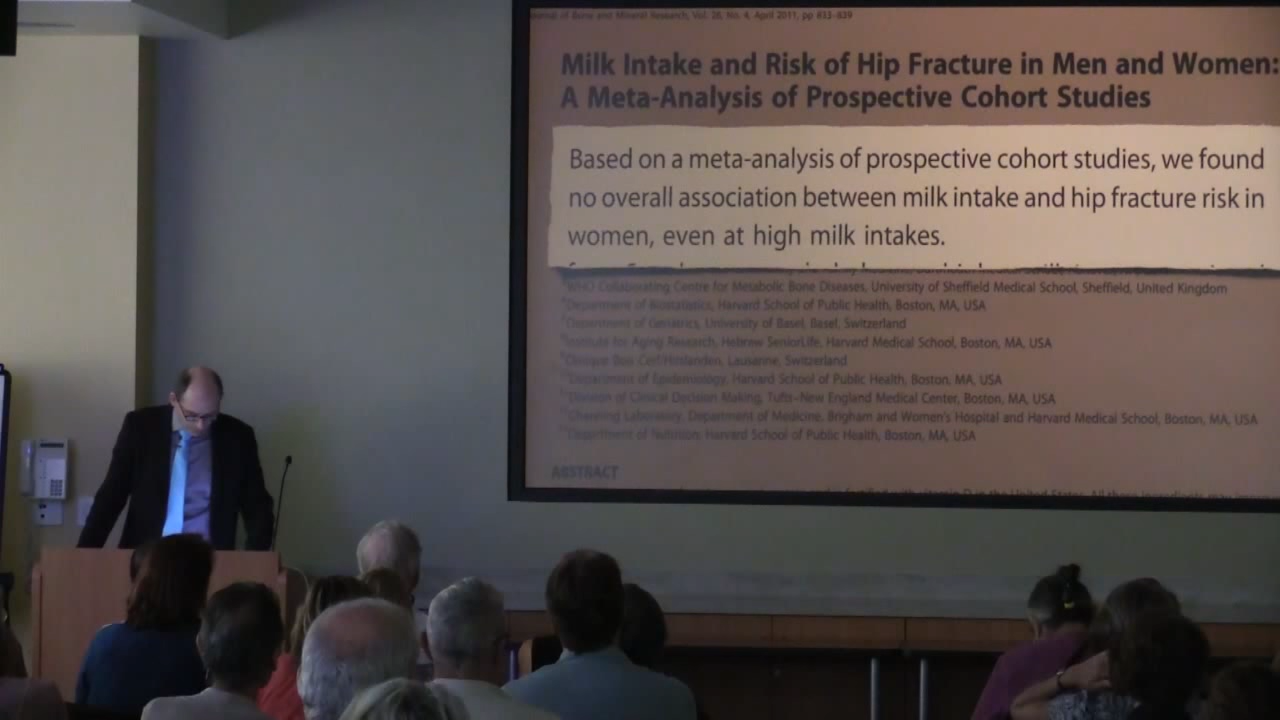 Journal of Bone and Mineral Research, Vol. 26, No. 4, April 2011, pp 833–839
Milk Intake and Risk of Hip Fracture in Men and Women:
A Meta-Analysis of Prospective Cohort Studies
Based on a meta-analysis of prospective cohort studies, we found
no overall association between milk intake and hip fracture risk in
women, even at high milk intakes.
WHO Collaborating Centre for Metabolic Bone Diseases, University of Sheffield Medical School, Sheffield, United Kingdom
Department of Biostatistics, Harvard School of Public Health, Boston, MA, USA
Department of Geriatrics, University of Basel, Basel, Switzerland
Institute for Aging Research, Hebrew SeniorLife, Harvard Medical School, Boston, MA, USA
Lausanne, Switzerland
Department of Epidemiology, Harvard School of Public Health, Boston, MA, USA
Division of Clinical Decision Making, Tufts–New England Medical Center, Boston, MA, USA
Channing Laboratory, Department of Medicine, Brigham and Women's Hospital and Harvard Medical School, Boston, MA, USA
Department of Nutrition, Harvard School of Public Health, Boston, MA, USA
ABSTRACT